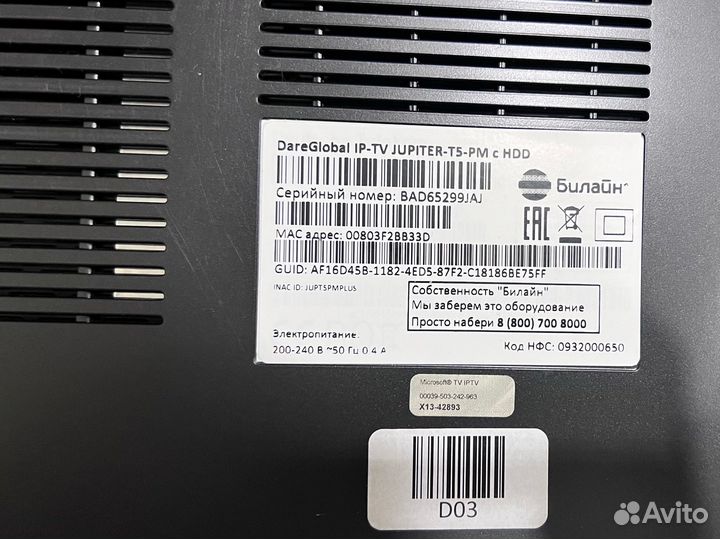 DareGlobal IP-TV JUPITER-T5-PM с HDD
Билайн
Серийный номер: BAD65299JAJ
EAC
MAC адрес: 00803F2BB33D
GUID: AF16D45B-1182-4ED5-87F2-C18186BE75FF
INAC ID: JUPT5PMPLUS
Собственность "Билайн"
Мы заберем это оборудование
Просто набери 8 (800) 700 8000
Электропитание:
200-240 В ~50 Гц 0.4 А
Код НФС: 0932000650
Microsoft® TV IPTV
00039-503-242-963
X13-42893
D03
Avito